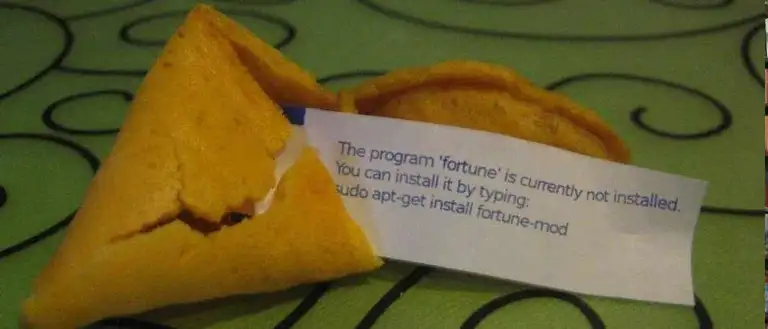 The program 'fortune' is currently not installed.
You can install it by typing:
sudo apt-get install fortune-mod